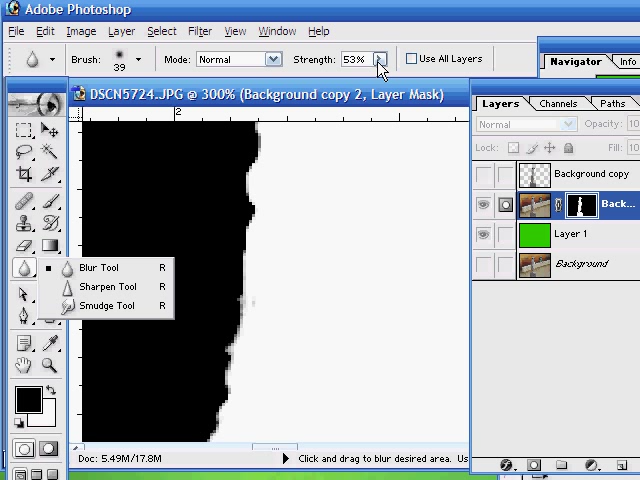 Adobe Photoshop
File Edit Image Layer Select Filter View Window Help
Brush: 39 Mode: Normal Strength: 53% Use All Layers
Navigator Info
DSCN5724.JPG @ 300% (Background copy 2, Layer Mask)
2
Layers Channels Paths
Normal Opacity: 10
Lock: Fill: 10
Background copy
Back...
Layer 1
Background
Blur Tool R
Sharpen Tool R
Smudge Tool R
Doc: 5.49M/17.8M Click and drag to blur desired area. Us